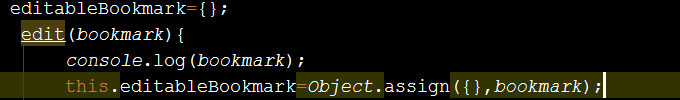 editableBookmark={};
edit(bookmark){
console.log(bookmark);
this.editableBookmark=Object.assign({},bookmark);